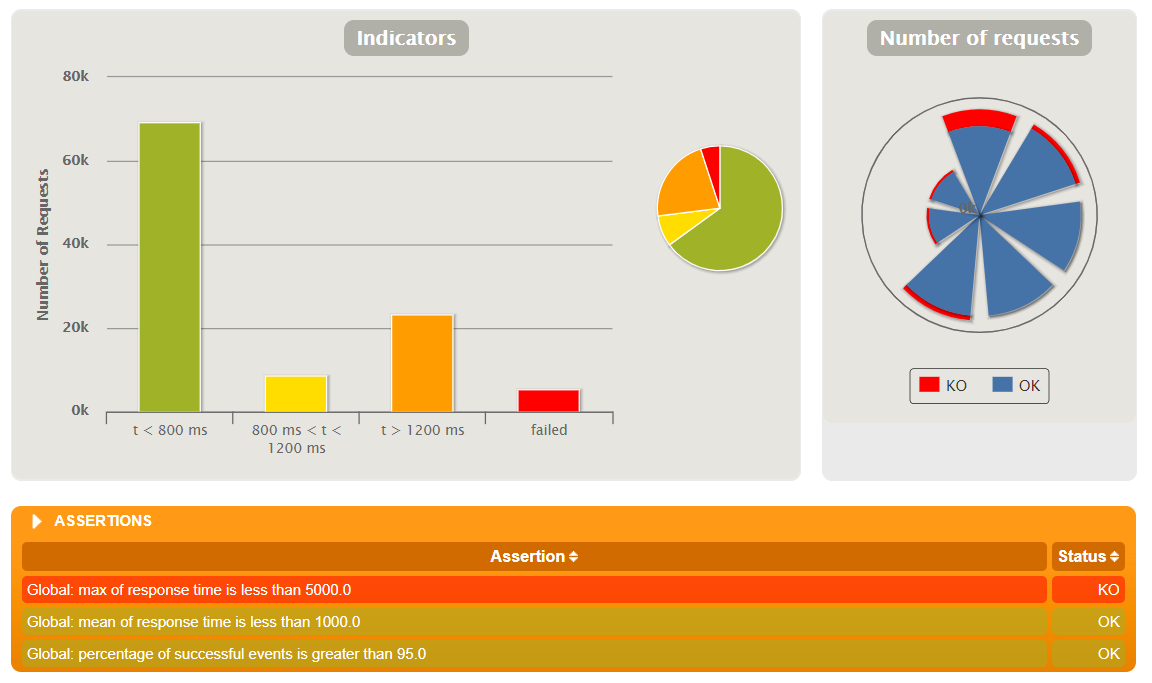 Indicators
Number of Requests
80k
60k
40k
20k
0k
t < 800 ms
800 ms < t <
1200 ms
t > 1200 ms
failed
Number of requests
0k
KO
OK
ASSERTIONS
Assertion
Status
Global: max of response time is less than 5000.0
KO
Global: mean of response time is less than 1000.0
OK
Global: percentage of successful events is greater than 95.0
OK